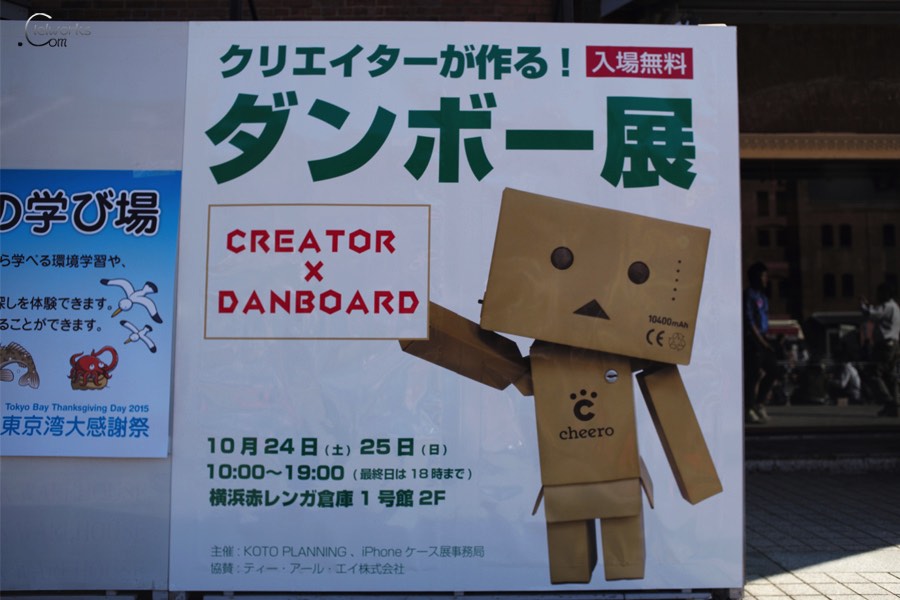 クリエイターが作る！
入場無料
ダンボー展
CREATOR
×
DANBOARD
10400mAh
CE
cheero
10月24日(土) 25日(日)
10:00〜19:00 (最終日は18時まで)
横浜赤レンガ倉庫1号館2F
主催:KOTO PLANNING、iPhoneケース展事務局
協賛:ティー・アール・エイ株式会社
の学び場
ら学べる環境学習や、
探しを体験できます。
ることができます。
Tokyo Bay Thanksgiving Day 2015
東京湾大感謝祭
.Com